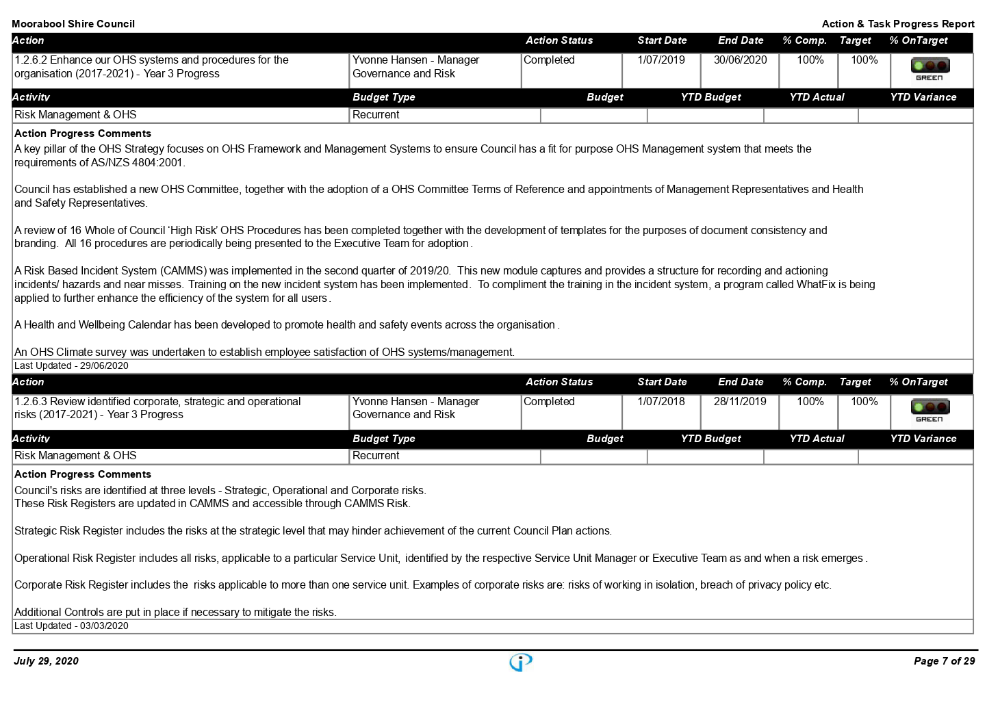 Moorabool Shire Council Action & Task Progress Report
Action Action Status Start Date End Date % Comp. Target % OnTarget
1.2.6.2 Enhance our OHS systems and procedures for the Yvonne Hansen - Manager Completed 1/07/2019 30/06/2020 100% 100%
organisation (2017-2021) - Year 3 Progress Governance and Risk GREEN
Activity Budget Type Budget YTD Budget YTD Actual YTD Variance
Risk Management & OHS Recurrent
Action Progress Comments
A key pillar of the OHS Strategy focuses on OHS Framework and Management Systems to ensure Council has a fit for purpose OHS Management system that meets the
requirements of AS/NZS 4804:2001.
Council has established a new OHS Committee, together with the adoption of a OHS Committee Terms of Reference and appointments of Management Representatives and Health
and Safety Representatives.
A review of 16 Whole of Council ‘High Risk’ OHS Procedures has been completed together with the development of templates for the purposes of document consistency and
branding. All 16 procedures are periodically being presented to the Executive Team for adoption.
A Risk Based Incident System (CAMMS) was implemented in the second quarter of 2019/20. This new module captures and provides a structure for recording and actioning
incidents/ hazards and near misses. Training on the new incident system has been implemented. To compliment the training in the incident system, a program called WhatFix is being
applied to further enhance the efficiency of the system for all users.
A Health and Wellbeing Calendar has been developed to promote health and safety events across the organisation.
An OHS Climate survey was undertaken to establish employee satisfaction of OHS systems/management.
Last Updated - 29/06/2020
Action Action Status Start Date End Date % Comp. Target % OnTarget
1.2.6.3 Review identified corporate, strategic and operational Yvonne Hansen - Manager Completed 1/07/2018 28/11/2019 100% 100%
risks (2017-2021) - Year 3 Progress Governance and Risk GREEN
Activity Budget Type Budget YTD Budget YTD Actual YTD Variance
Risk Management & OHS Recurrent
Action Progress Comments
Council's risks are identified at three levels - Strategic, Operational and Corporate risks.
These Risk Registers are updated in CAMMS and accessible through CAMMS Risk.
Strategic Risk Register includes the risks at the strategic level that may hinder achievement of the current Council Plan actions.
Operational Risk Register includes all risks, applicable to a particular Service Unit, identified by the respective Service Unit Manager or Executive Team as and when a risk emerges.
Corporate Risk Register includes the risks applicable to more than one service unit. Examples of corporate risks are: risks of working in isolation, breach of privacy policy etc.
Additional Controls are put in place if necessary to mitigate the risks.
Last Updated - 03/03/2020
July 29, 2020 Page 7 of 29